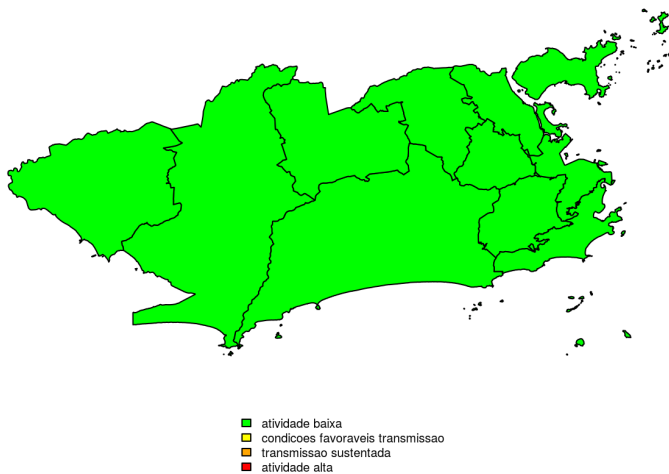 atividade baixa
condicoes favoraveis transmissao
transmissao sustentada
atividade alta